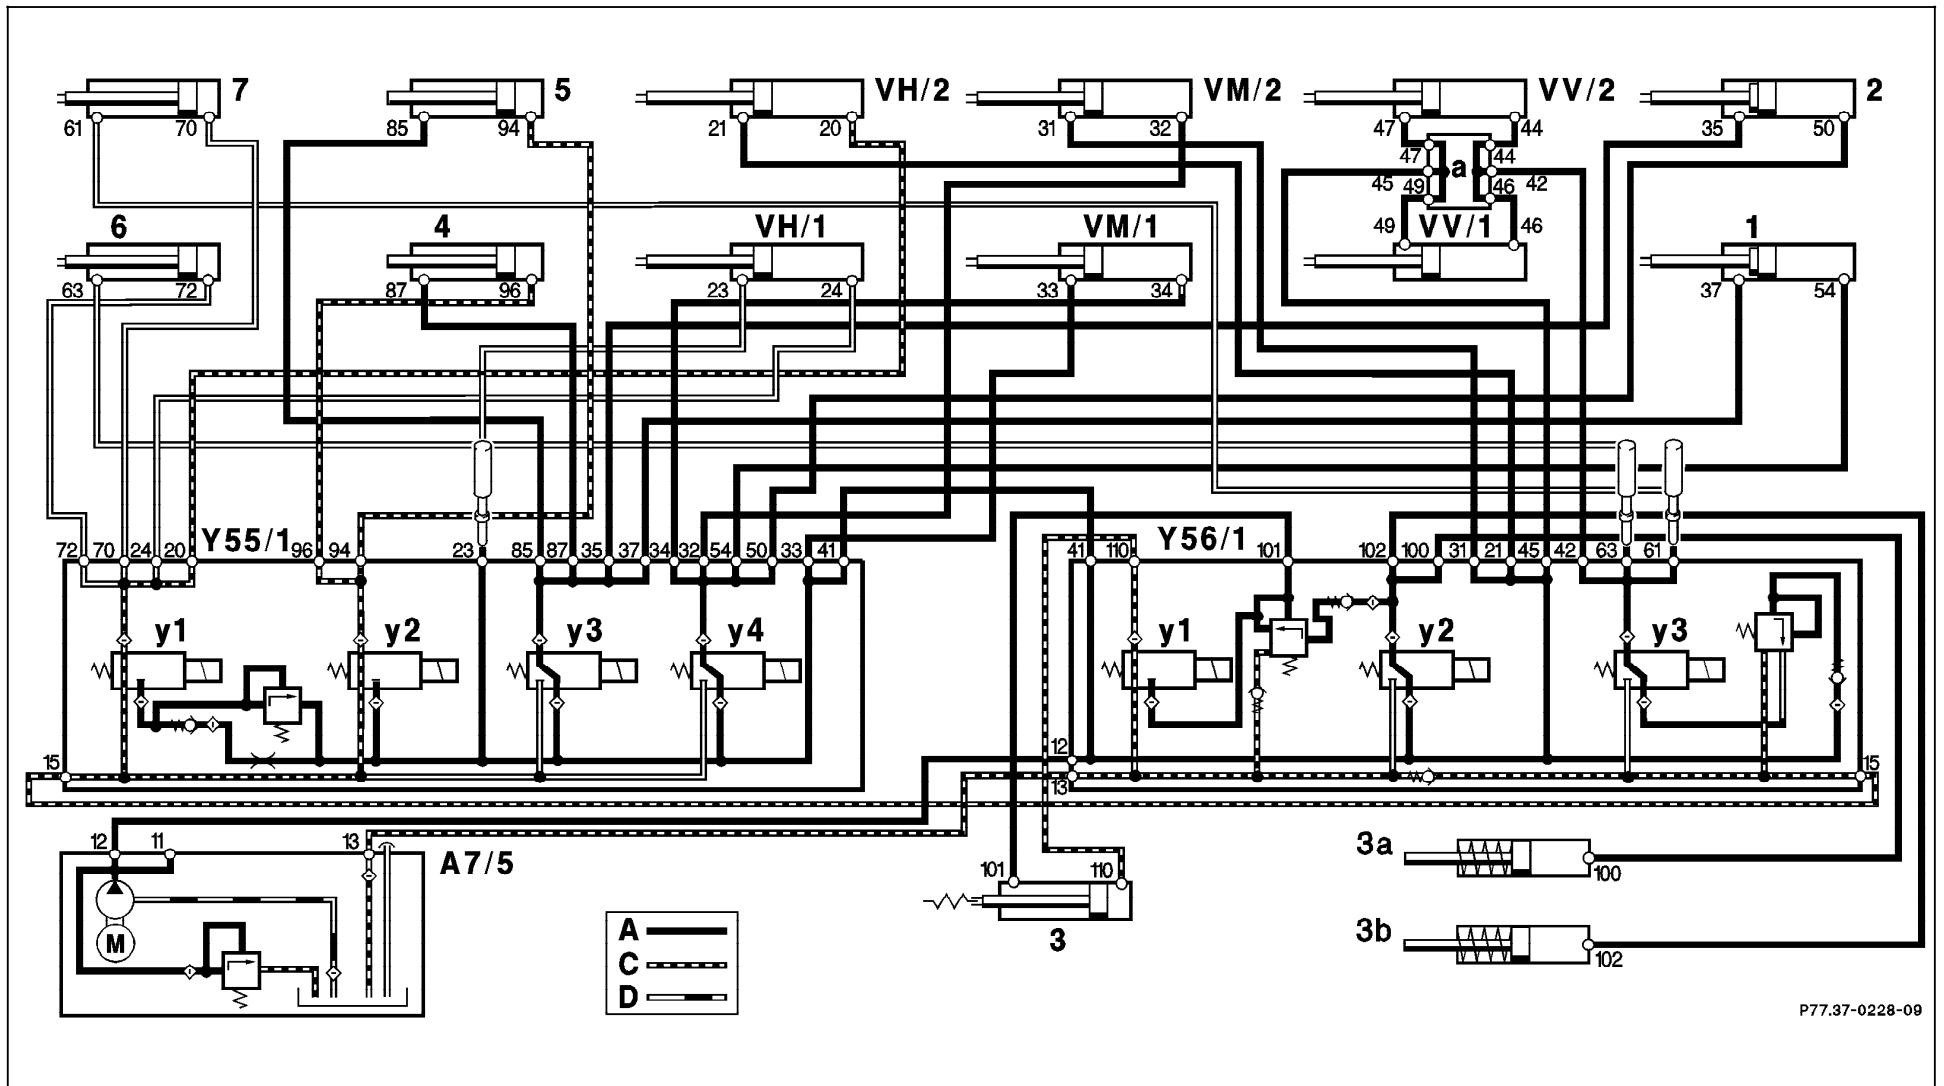 7 5 VH/2 VM/2 VV/2 2
61 70 85 94 21 20 31 32 47 44 35 50
47 44
a
45 49 46 42
6 4 VH/1 VM/1 49 VV/1 46 1
63 72 87 96 23 24 33 34 37 54
Y55/1 Y56/1
72 70 24 20 96 94 23 85 87 35 37 34 32 54 50 33 41 41 110 101 102 100 31 21 45 42 63 61
y1 y2 y3 y4 y1 y2 y3
15 12 13 15
12 11 13 A7/5
M
101 110
3
3a 100
3b 102
A
C
D
P77.37-0228-09